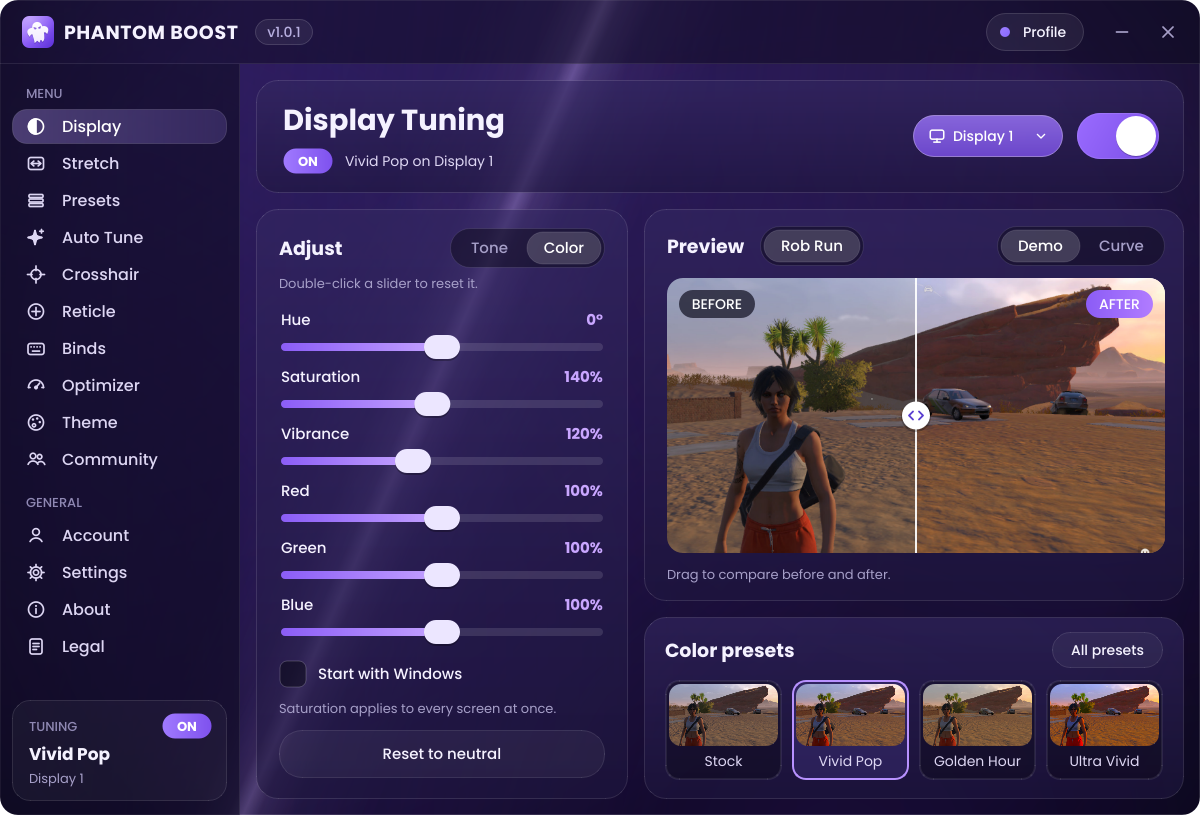 PHANTOM BOOST
v1.0.1
Profile
MENU
Display
Stretch
Presets
Auto Tune
Crosshair
Reticle
Binds
Optimizer
Theme
Community
GENERAL
Account
Settings
About
Legal
TUNING
ON
Vivid Pop
Display 1
Display Tuning
ON
Vivid Pop on Display 1
Display 1
Adjust
Tone
Color
Double-click a slider to reset it.
Hue
0°
Saturation
140%
Vibrance
120%
Red
100%
Green
100%
Blue
100%
Start with Windows
Saturation applies to every screen at once.
Reset to neutral
Preview
Rob Run
Demo
Curve
BEFORE
AFTER
Drag to compare before and after.
Color presets
All presets
Stock
Vivid Pop
Golden Hour
Ultra Vivid